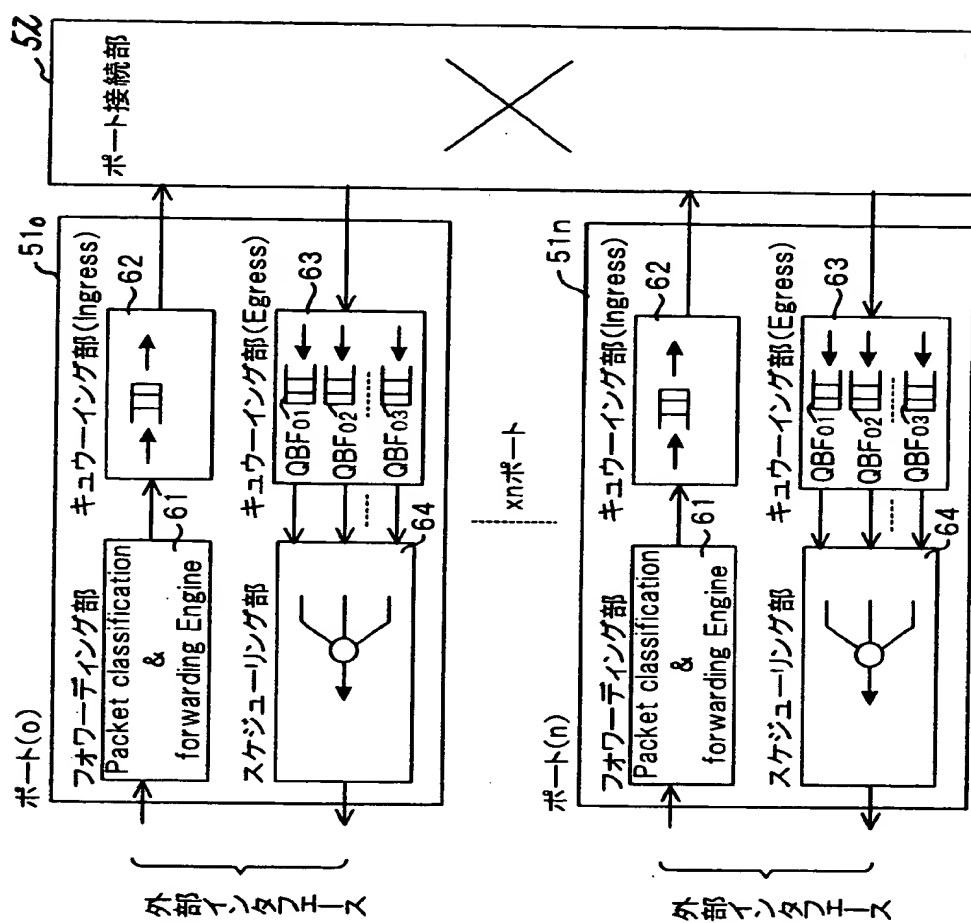 52
ポート接続部
ポート(0)
51₀
フォワーディング部
キュウーイング部(Ingress)
Packet classification
&
forwarding Engine
61
62
スケジューリング部
キュウーイング部(Egress)
64
63
QBF01
QBF02
QBF03
外部インタフェース
xnポート
ポート(n)
51n
フォワーディング部
キュウーイング部(Ingress)
Packet classification
&
forwarding Engine
61
62
スケジューリング部
キュウーイング部(Egress)
64
63
QBF01
QBF02
QBF03
外部インタフェース